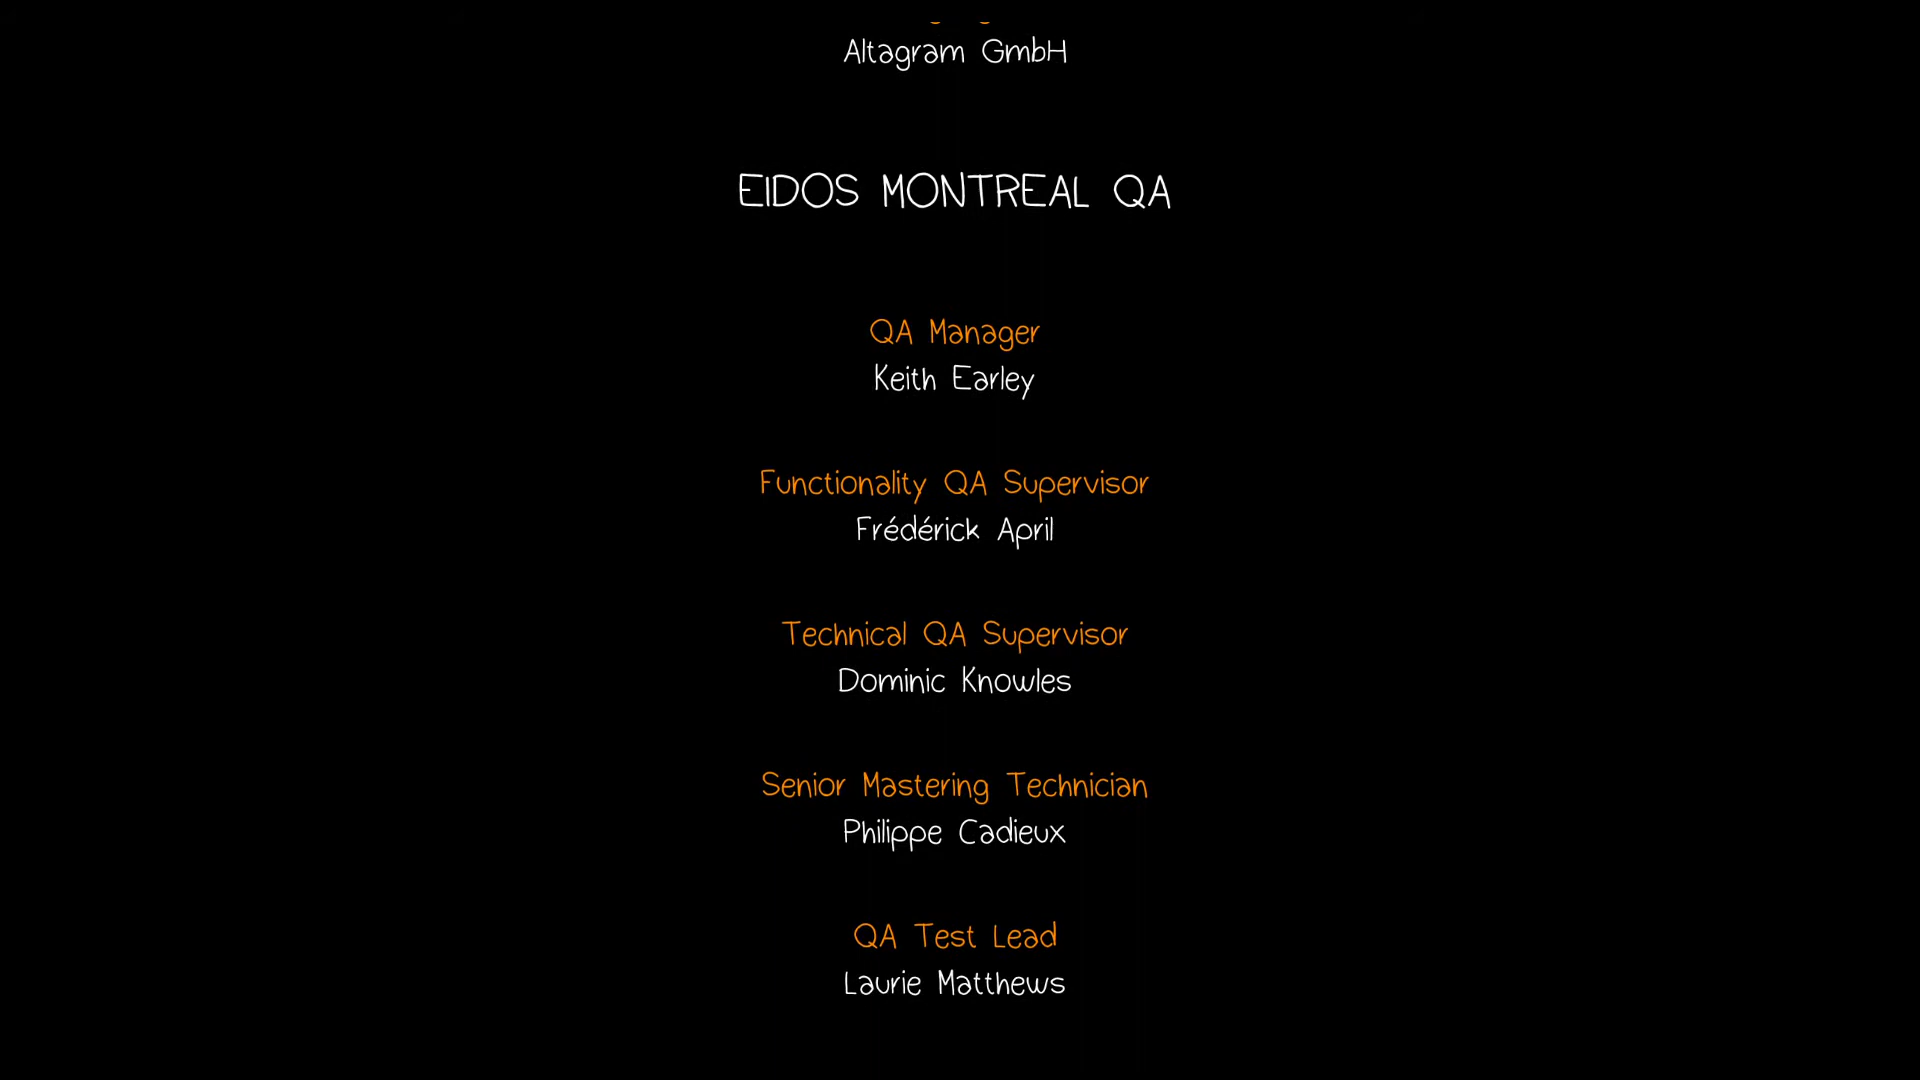 Altagram GmbH
EIDOS MONTREAL QA
QA Manager
Keith Earley
Functionality QA Supervisor
Frédérick April
Technical QA Supervisor
Dominic Knowles
Senior Mastering Technician
Philippe Cadieux
QA Test Lead
Laurie Matthews